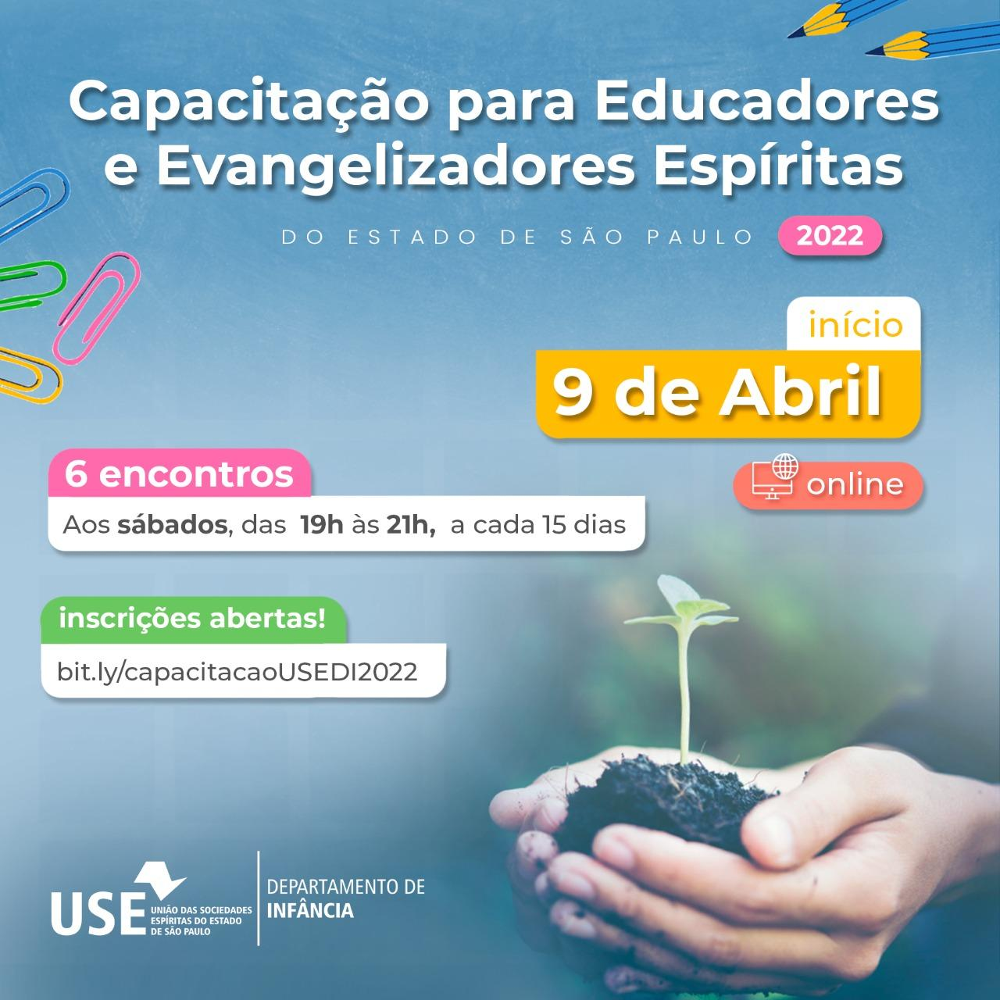 Capacitação para Educadores
e Evangelizadores Espíritas
DO ESTADO DE SÃO PAULO 2022
início
9 de Abril
online
6 encontros
Aos sábados, das 19h às 21h, a cada 15 dias
inscrições abertas!
bit.ly/capacitacaoUSEDI2022
USE
UNIÃO DAS SOCIEDADES
ESPÍRITAS DO ESTADO
DE SÃO PAULO
DEPARTAMENTO DE
INFÂNCIA